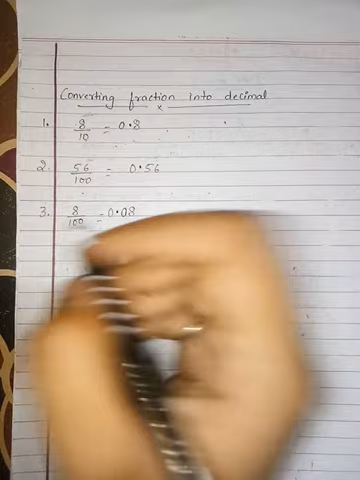 Converting fraction into decimal
1. 8/10 = 0.8
2. 56/100 = 0.56
3. 8/100 = 0.08